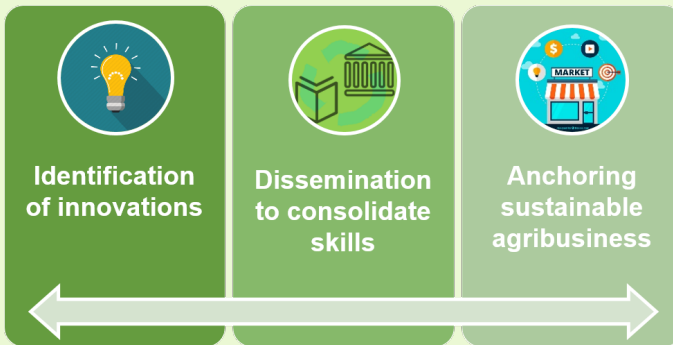 Identification
of innovations
Dissemination
to consolidate
skills
MARKET
$
Anchoring
sustainable
agribusiness